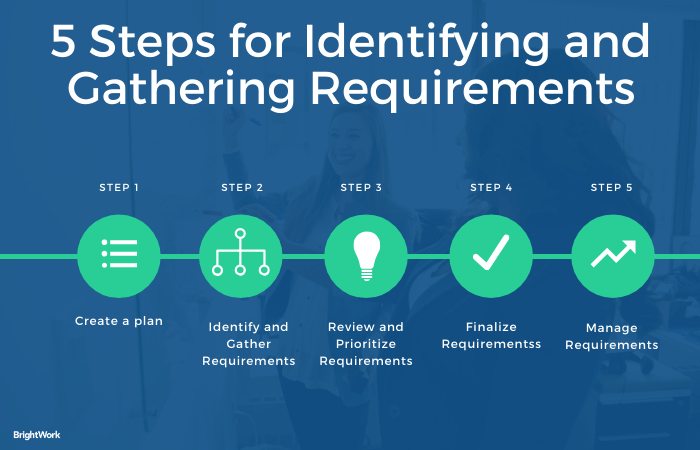 5 Steps for Identifying and
Gathering Requirements
STEP 1
STEP 2
STEP 3
STEP 4
STEP 5
Create a plan
Identify and
Gather
Requirements
Review and
Prioritize
Requirements
Finalize
Requirementss
Manage
Requirements
BrightWork